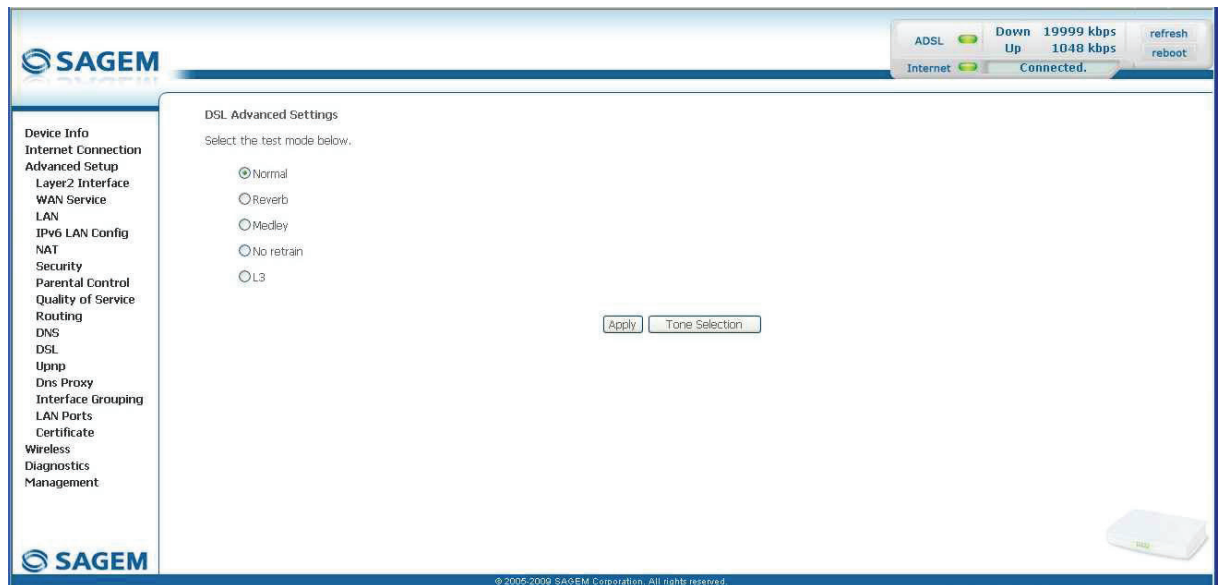 SAGEM
ADSL
Down 19999 kbps
Up 1048 kbps
refresh
reboot
Internet
Connected.
Device Info
Internet Connection
Advanced Setup
Layer2 Interface
WAN Service
LAN
IPv6 LAN Config
NAT
Security
Parental Control
Quality of Service
Routing
DNS
DSL
Upnp
Dns Proxy
Interface Grouping
LAN Ports
Certificate
Wireless
Diagnostics
Management
DSL Advanced Settings
Select the test mode below.
Normal
Reverb
Medley
No retrain
L3
Apply
Tone Selection
SAGEM
© 2005-2009 SAGEM Corporation. All rights reserved.